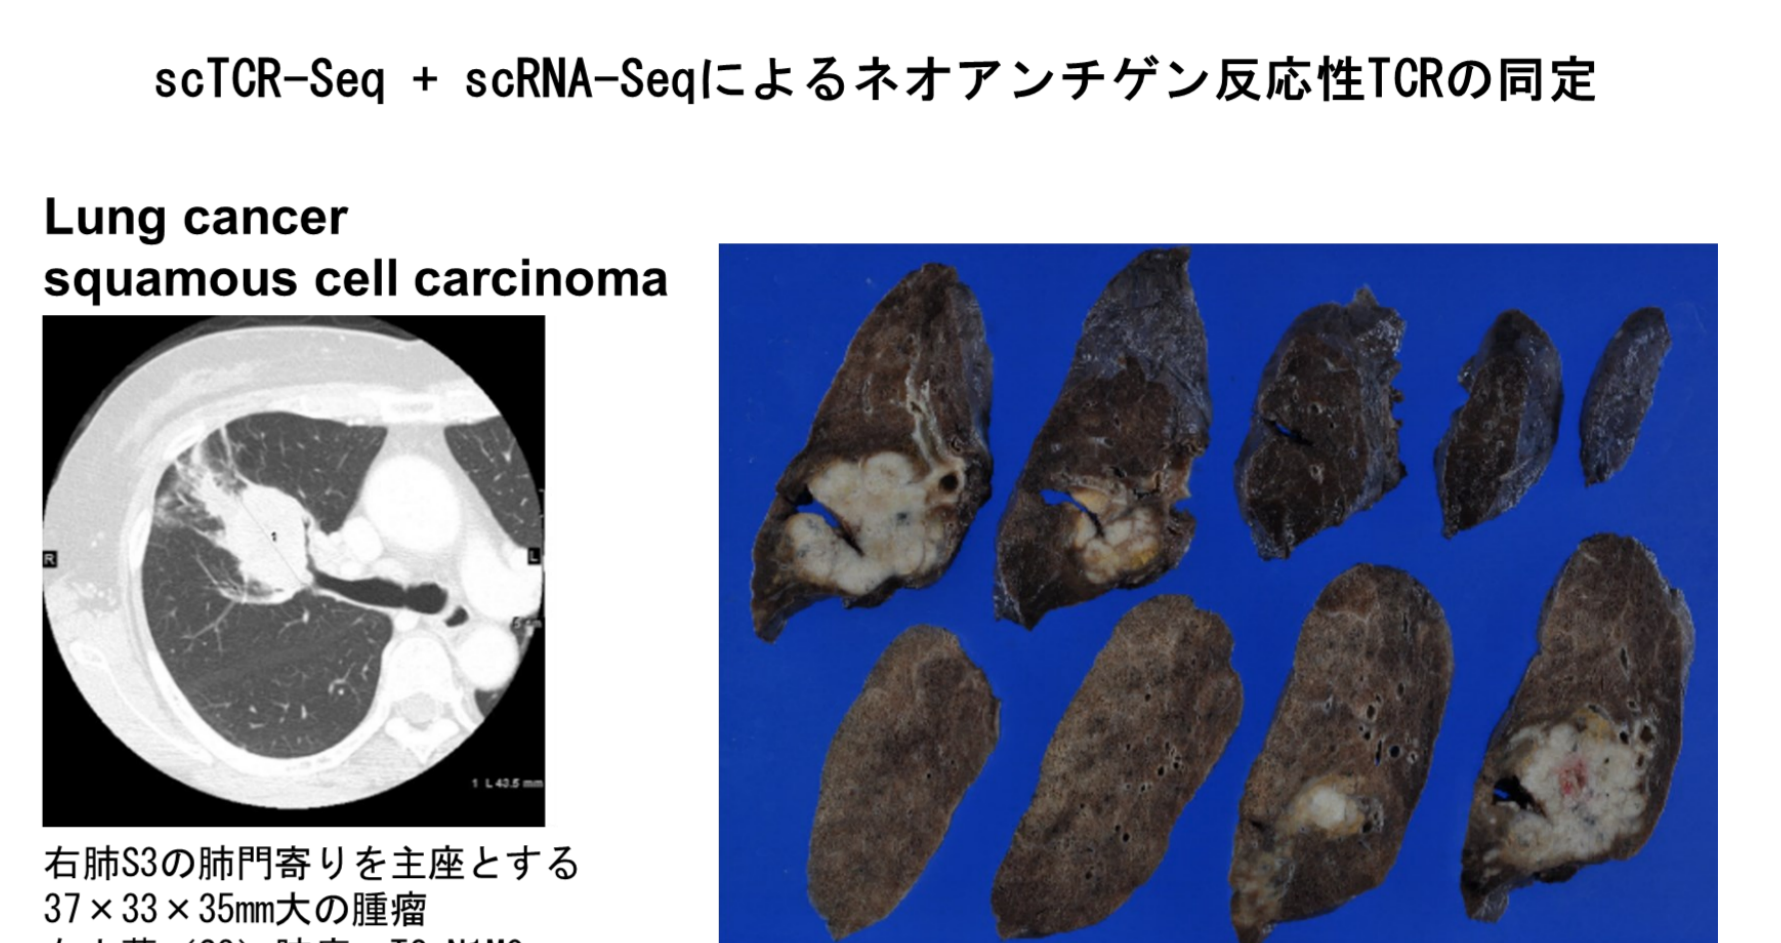 scTCR-Seq + scRNA-Seqによるネオアンチゲン反応性TCRの同定
Lung cancer
squamous cell carcinoma
R
1
L
1 L 43.5 mm
右肺S3の肺門寄りを主座とする
37×33×35mm大の腫瘤